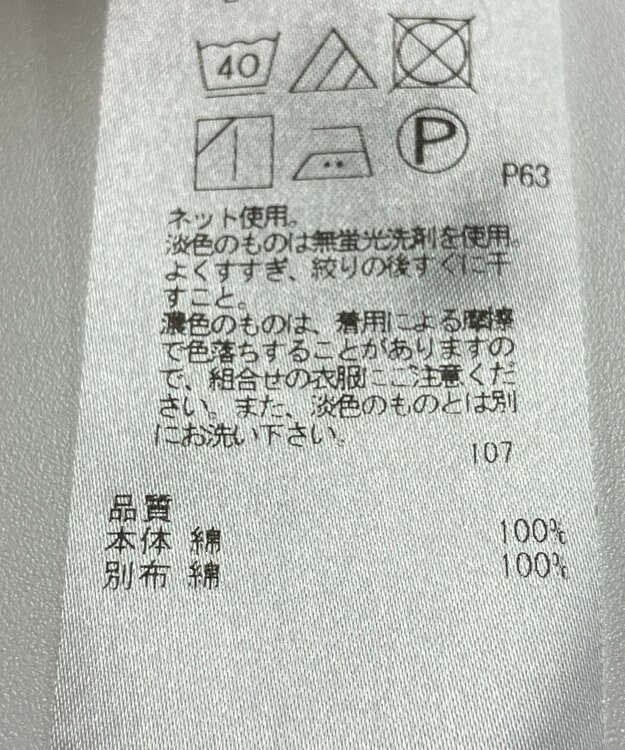 40
P
P63
ネット使用。
淡色のものは無蛍光洗剤を使用。
よくすすぎ、絞りの後すぐに干
すこと。
濃色のものは、着用による摩擦
で色落ちすることがありますの
で、組合せの衣服にご注意くだ
さい。また、淡色のものとは別
にお洗い下さい。
107
品質
本体 綿 100%
別布 綿 100%